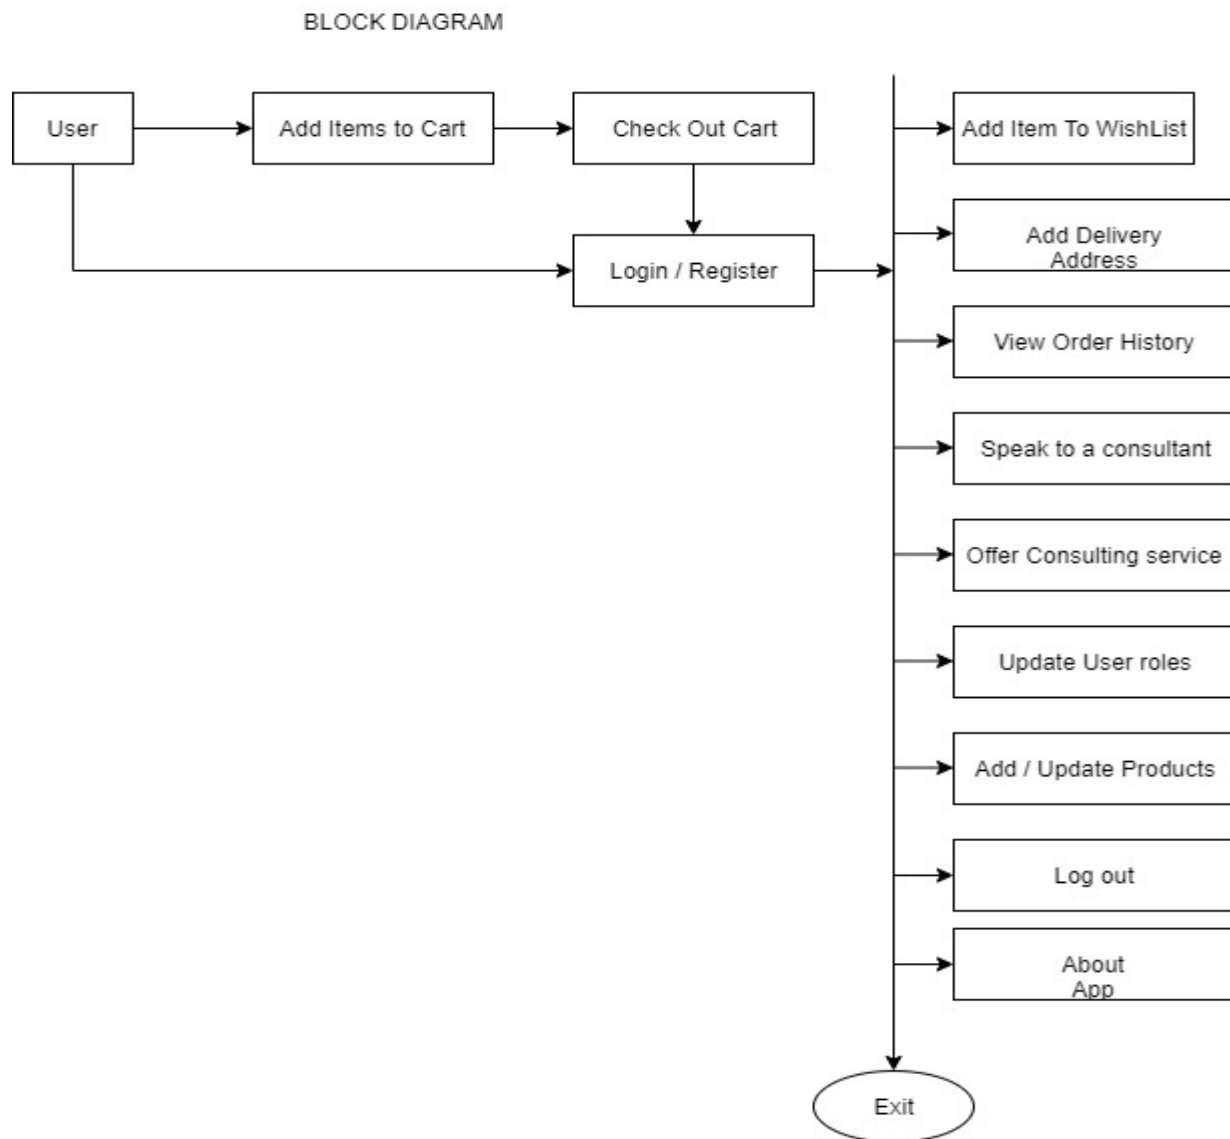 BLOCK DIAGRAM
User
Add Items to Cart
Check Out Cart
Add Item To WishList
Add Delivery
Address
Login / Register
View Order History
Speak to a consultant
Offer Consulting service
Update User roles
Add / Update Products
Log out
About
App
Exit